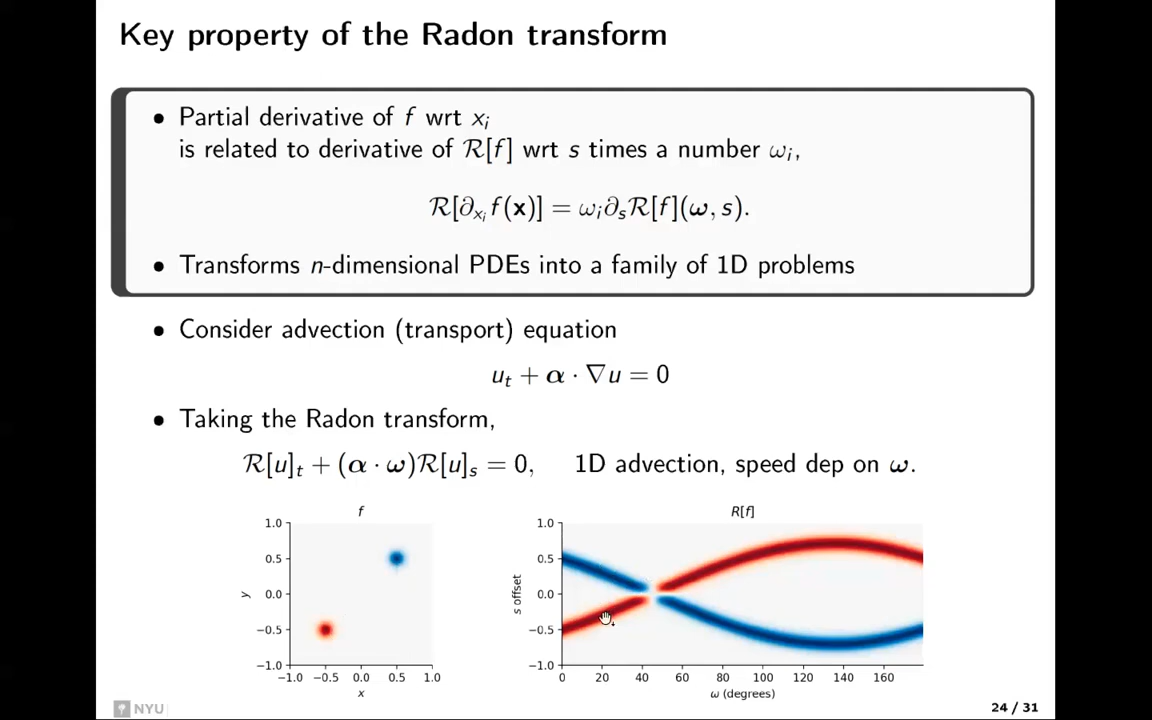 Key property of the Radon transform
• Partial derivative of f wrt xᵢ
is related to derivative of ℛ[f] wrt s times a number ωᵢ,
ℛ[∂ₓᵢ f(𝐱)] = ωᵢ∂ₛℛ[f](𝝎, s).
• Transforms n-dimensional PDEs into a family of 1D problems
• Consider advection (transport) equation
uₜ + 𝜶 · ∇u = 0
• Taking the Radon transform,
ℛ[u]ₜ + (𝜶 · 𝝎)ℛ[u]ₛ = 0, 1D advection, speed dep on 𝝎.
f
1.0
0.5
0.0
−0.5
−1.0
y
−1.0 −0.5 0.0 0.5 1.0
x
R[f]
1.0
0.5
0.0
−0.5
−1.0
s offset
0 20 40 60 80 100 120 140 160
ω (degrees)
NYU
24 / 31